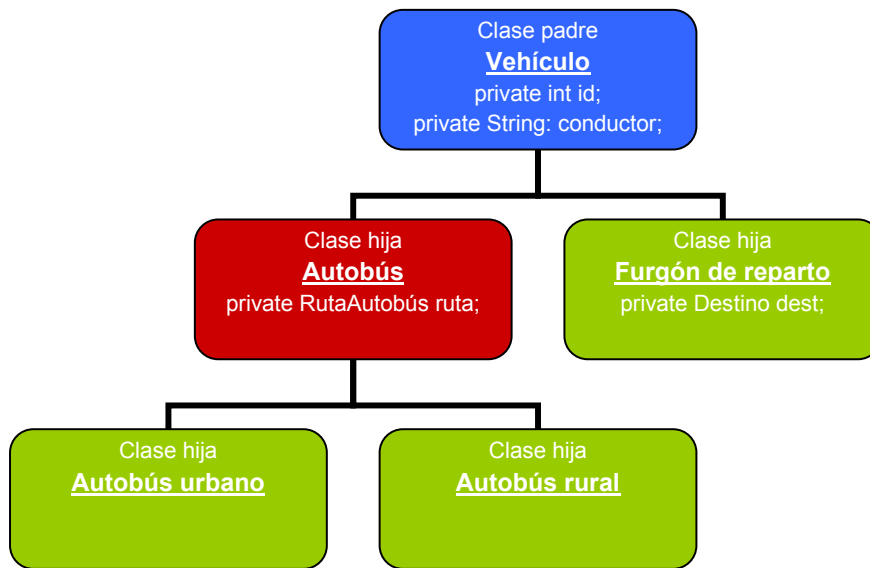 Clase padre
Vehículo
private int id;
private String: conductor;
Clase hija
Autobús
private RutaAutobús ruta;
Clase hija
Furgón de reparto
private Destino dest;
Clase hija
Autobús urbano
Clase hija
Autobús rural